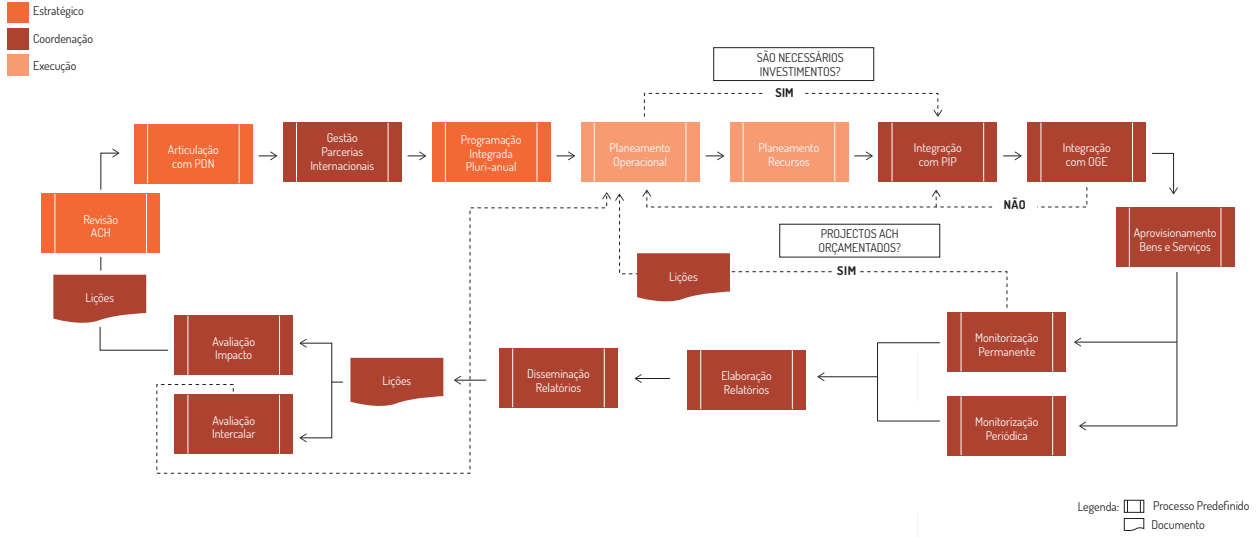 Estratégico
Coordenação
Execução
SÃO NECESSÁRIOS
INVESTIMENTOS?
SIM
Articulação
com PDN
Gestão
Parcerias
Internacionais
Programação
Integrada
Pluri-anual
Planeamento
Operacional
Planeamento
Recursos
Integração
com PIP
Integração
com OGE
Revisão
ACH
NÃO
PROJECTOS ACH
ORÇAMENTADOS?
Aprovisionamento
Bens e Serviços
SIM
Lições
Lições
Avaliação
Impacto
Monitorização
Permanente
Lições
Disseminação
Relatórios
Elaboração
Relatórios
Avaliação
Intercalar
Monitorização
Periódica
Legenda:
Processo Predefinido
Documento